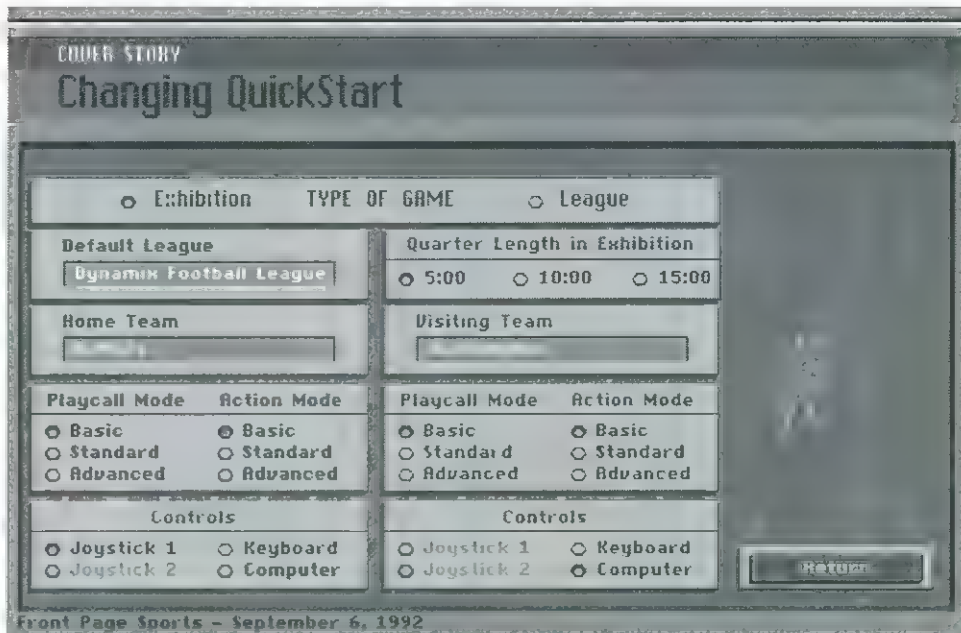 COVER STORY
Changing QuickStart
Exhibition TYPE OF GAME League
Default League
Dynamix Football League
Quarter Length in Exhibition
5:00 10:00 15:00
Home Team
Visiting Team
Playcall Mode Action Mode
Basic Basic
Standard Standard
Advanced Advanced
Playcall Mode Action Mode
Basic Basic
Standard Standard
Advanced Advanced
Controls
Joystick 1 Keyboard
Joystick 2 Computer
Controls
Joystick 1 Keyboard
Joystick 2 Computer
Return
Front Page Sports - September 6, 1992